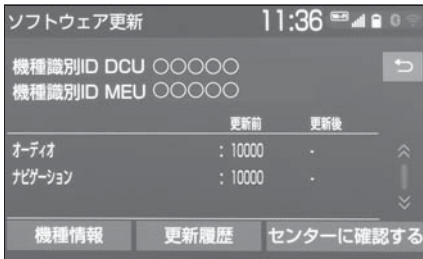 ソフトウェア更新 11:36
機種識別ID DCU ○○○○○
機種識別ID MEU ○○○○○
更新前 更新後
オーディオ : 10000 -
ナビゲーション : 10000 -
機種情報 更新履歴 センターに確認する